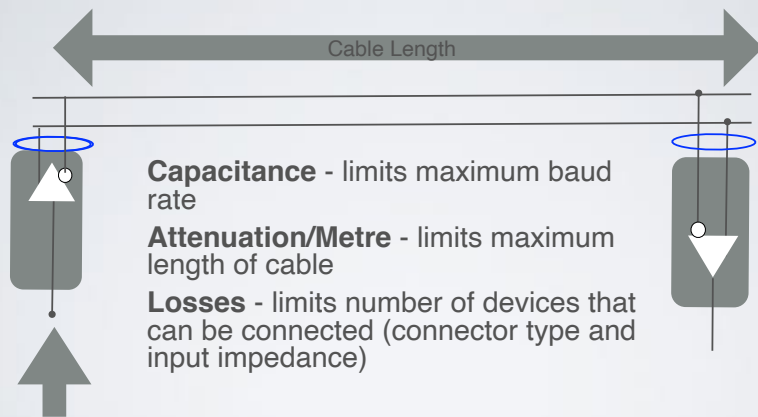 Cable Length
Capacitance - limits maximum baud
rate
Attenuation/Metre - limits maximum
length of cable
Losses - limits number of devices that
can be connected (connector type and
input impedance)